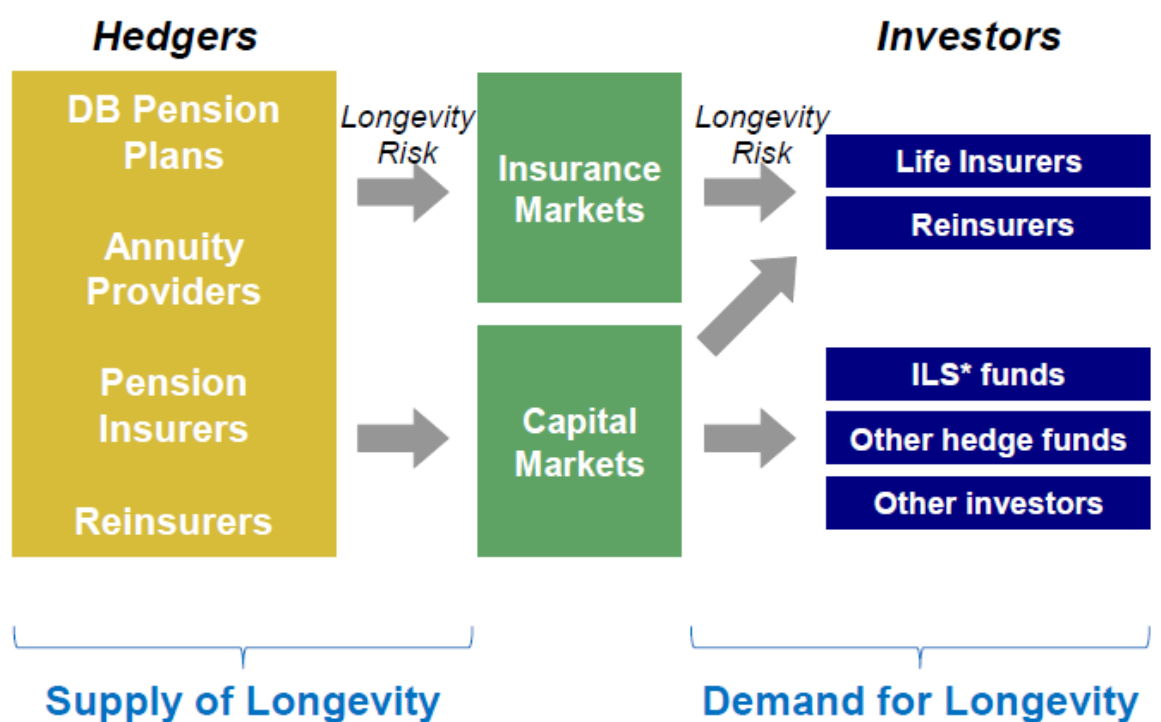 Hedgers
Investors
DB Pension
Plans
Annuity
Providers
Pension
Insurers
Reinsurers
Longevity
Risk
Insurance
Markets
Capital
Markets
Longevity
Risk
Life Insurers
Reinsurers
ILS* funds
Other hedge funds
Other investors
Supply of Longevity
Demand for Longevity